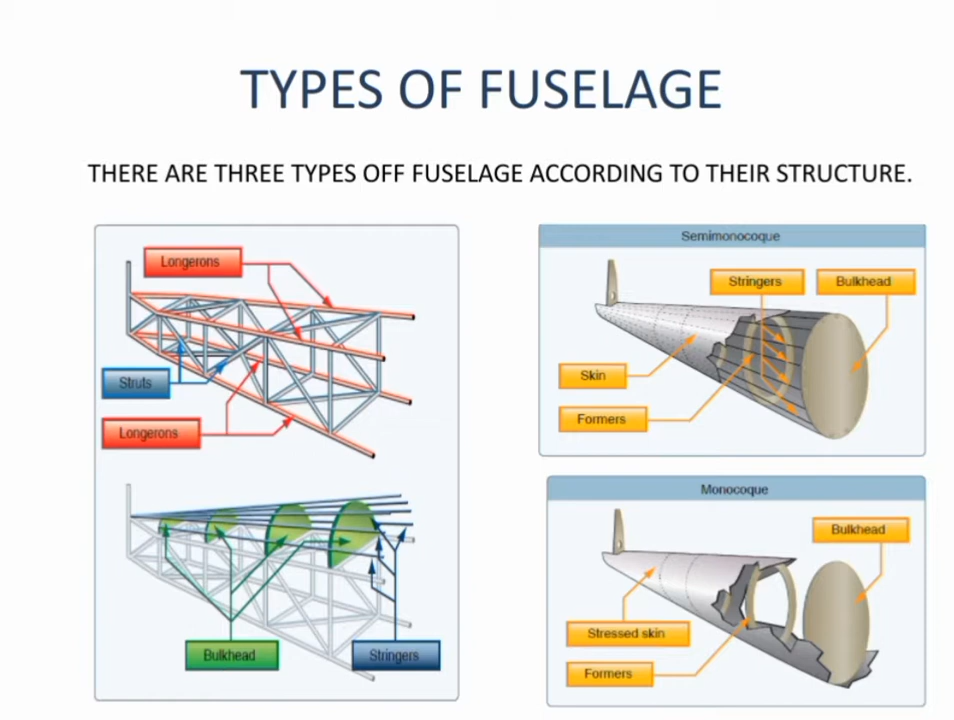 TYPES OF FUSELAGE
THERE ARE THREE TYPES OFF FUSELAGE ACCORDING TO THEIR STRUCTURE.
Longerons
Struts
Longerons
Bulkhead
Stringers
Semimonocoque
Stringers
Bulkhead
Skin
Formers
Monocoque
Bulkhead
Stressed skin
Formers